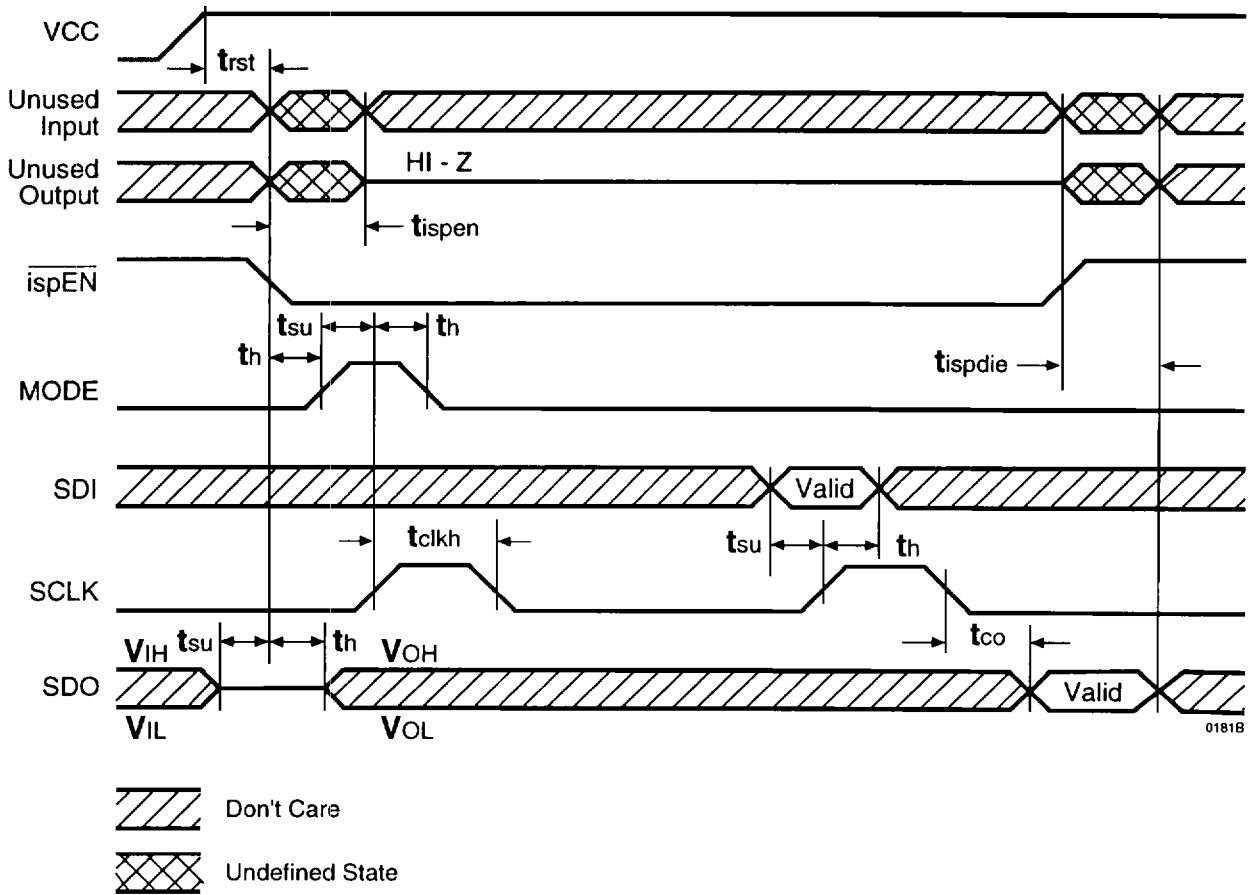 VCC
trst
Unused
Input
Unused
Output
HI - Z
tispen
ispEN
tsu
th
th
MODE
tispdie
SDI
Valid
tclkh
tsu
th
SCLK
tsu
th
tco
VIH
VOH
SDO
Valid
VIL
VOL
0181B
Don't Care
Undefined State